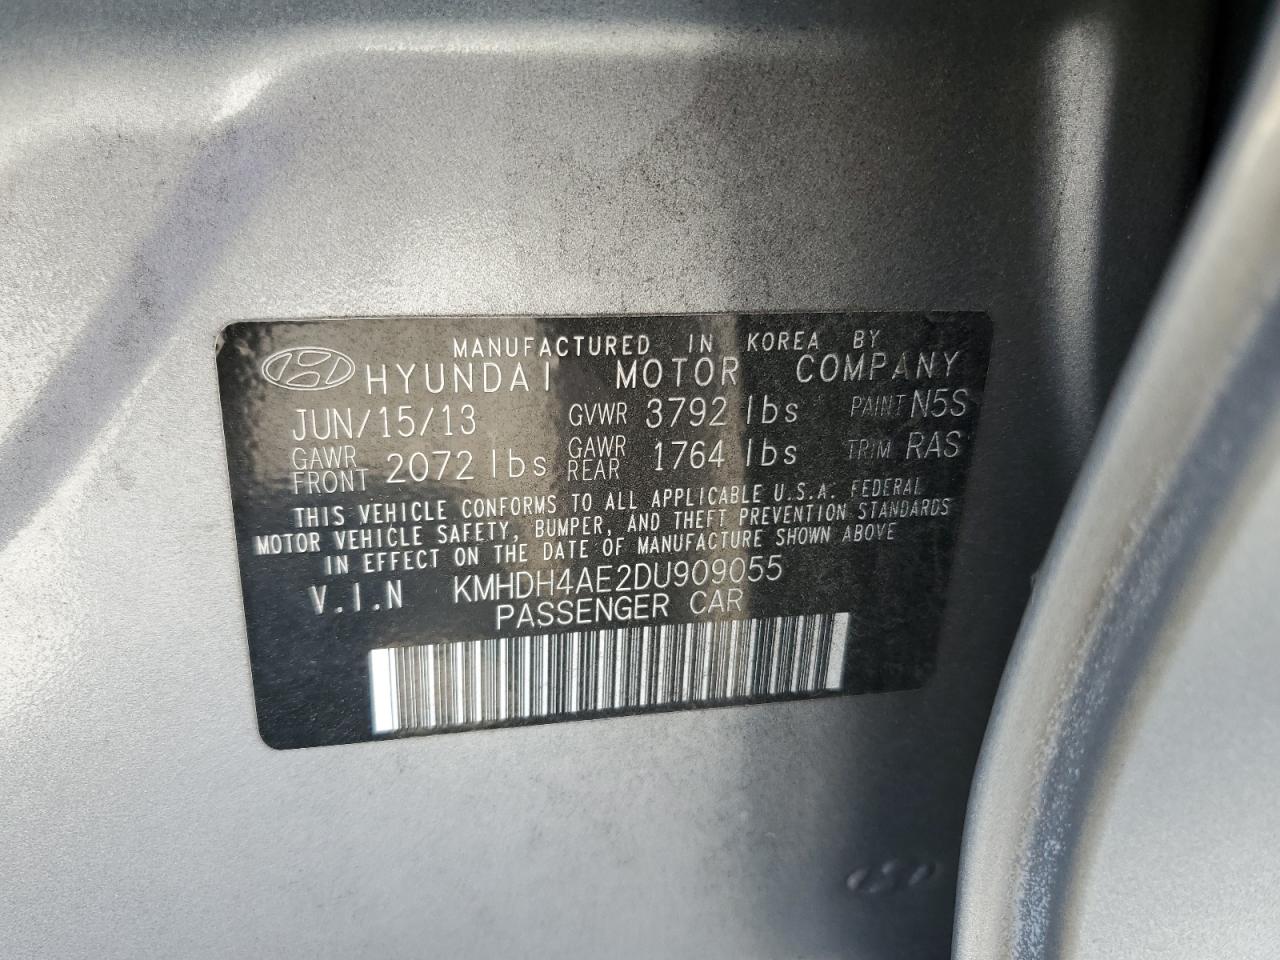 MANUFACTURED IN KOREA BY
HYUNDAI MOTOR COMPANY
JUN/15/13 GVWR 3792 lbs PAINT N5S
GAWR FRONT 2072 lbs GAWR REAR 1764 lbs TRIM RAS
THIS VEHICLE CONFORMS TO ALL APPLICABLE U.S.A. FEDERAL
MOTOR VEHICLE SAFETY, BUMPER, AND THEFT PREVENTION STANDARDS
IN EFFECT ON THE DATE OF MANUFACTURE SHOWN ABOVE
V.I.N KMHDH4AE2DU909055
PASSENGER CAR